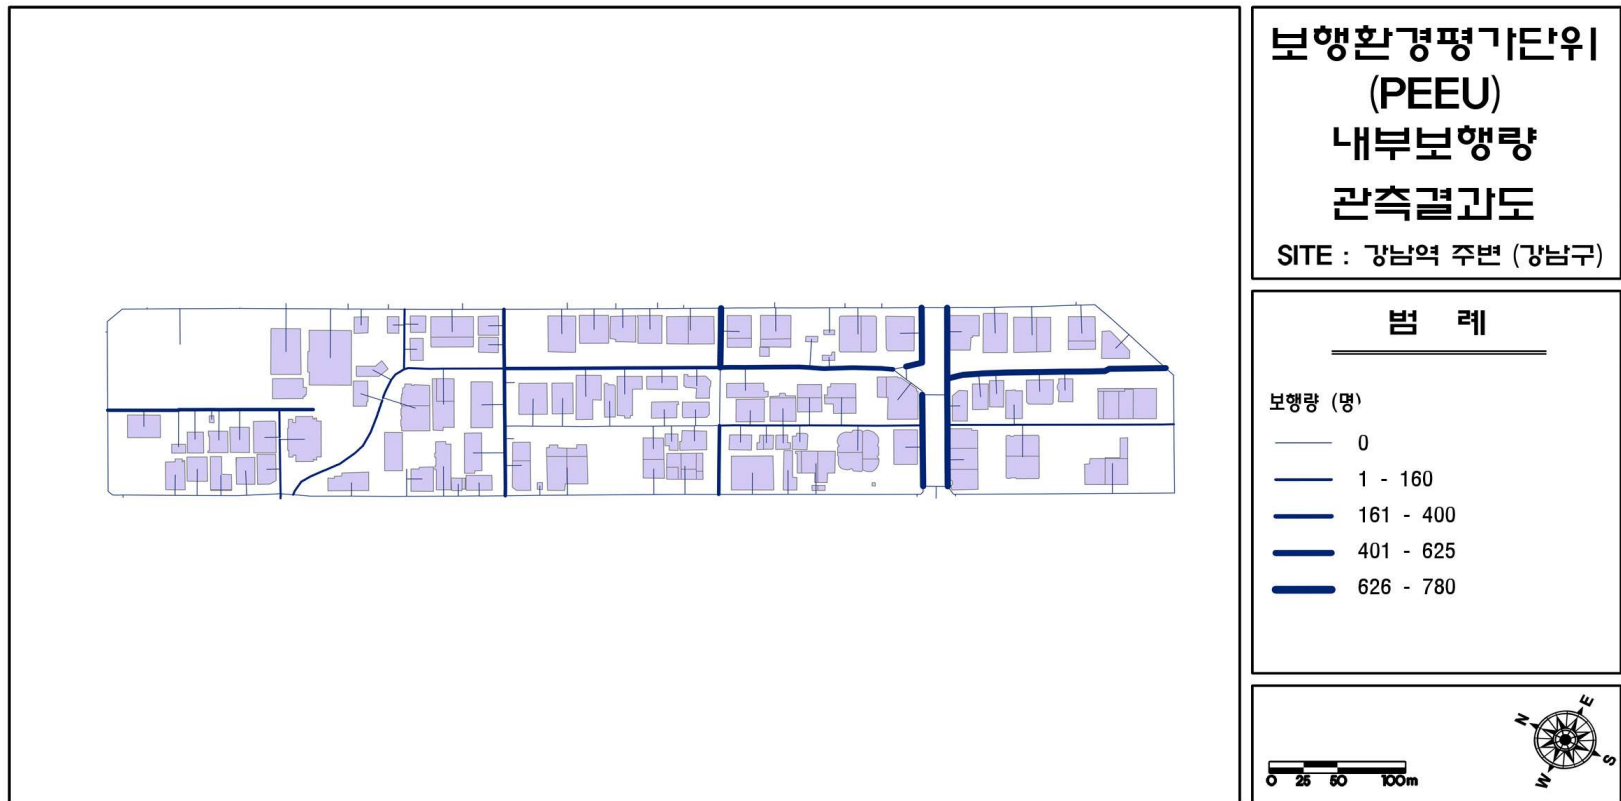 보행환경평가단위
(PEEU)
내부보행량
관측결과도
SITE : 강남역 주변 (강남구)
범 례
보행량 (명)
0
1 - 160
161 - 400
401 - 625
626 - 780
0 25 50 100m
N
E
W
S